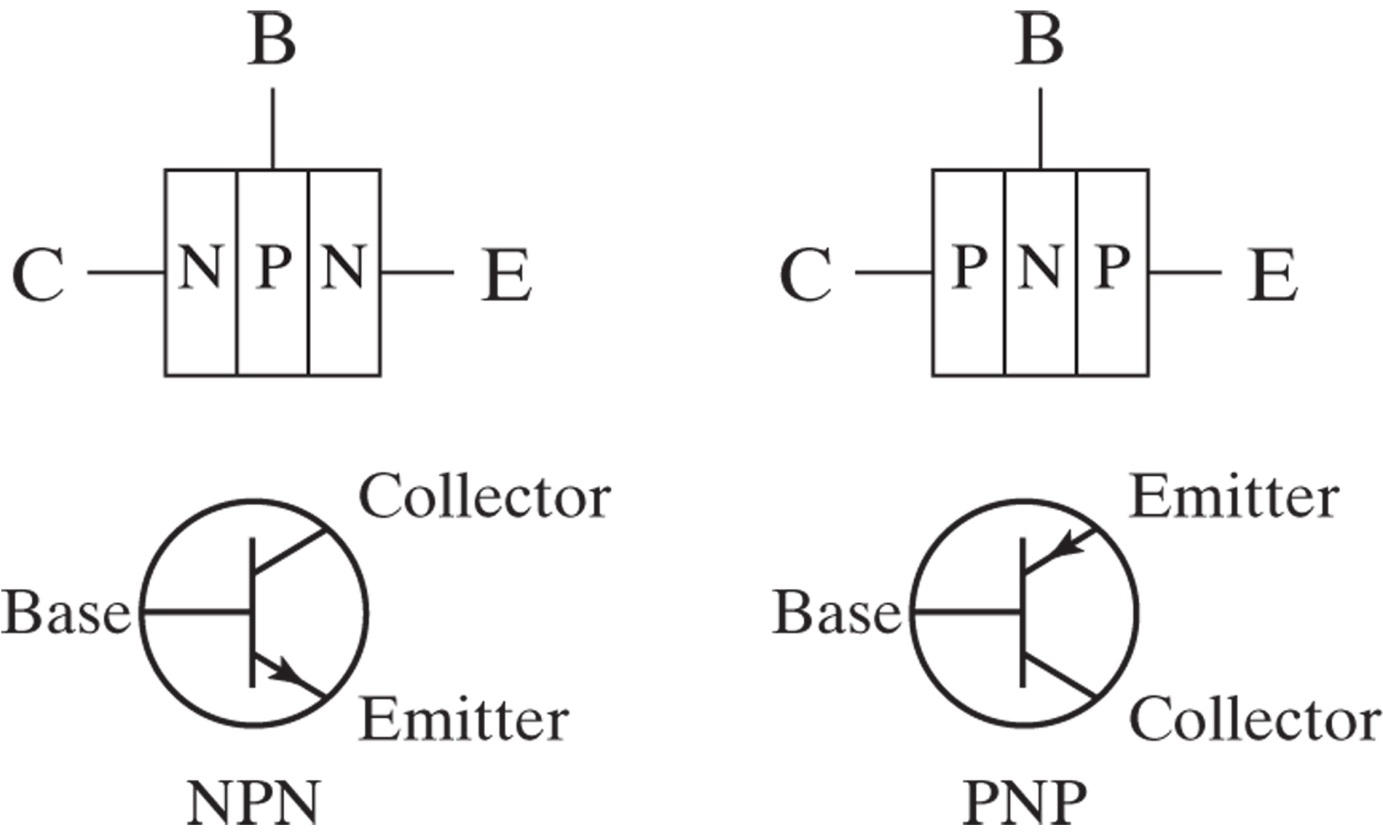 B B
C N P N E C P N P E
Collector Emitter
Base Base
Emitter Collector
NPN PNP